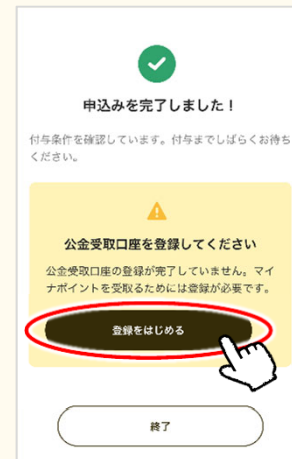 申込みを完了しました！
付与条件を確認しています。付与までしばらくお待ち
ください。
公金受取口座を登録してください
公金受取口座の登録が完了していません。マイ
ナポイントを受取るためには登録が必要です。
登録をはじめる
終了